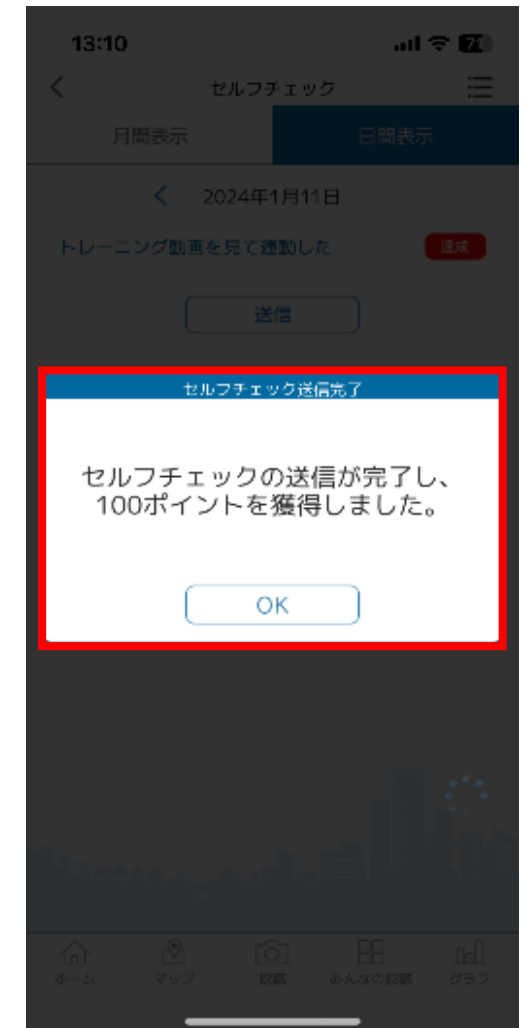 13:10
71
セルフチェック
月間表示
日間表示
2024年1月11日
トレーニング動画を見て運動した
達成
送信
セルフチェック送信完了
セルフチェックの送信が完了し、
100ポイントを獲得しました。
OK
ホーム
マップ
投稿
みんなの投稿
グラフ